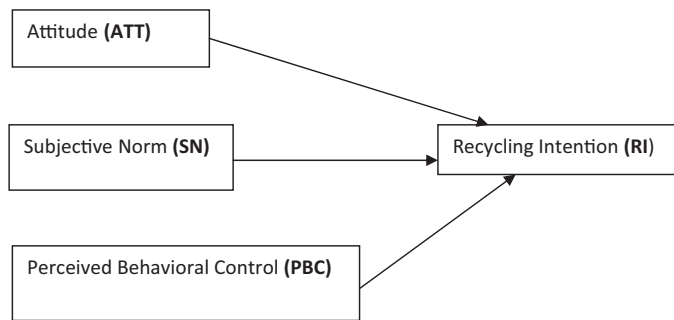 Attitude (ATT)
Subjective Norm (SN)
Recycling Intention (RI)
Perceived Behavioral Control (PBC)